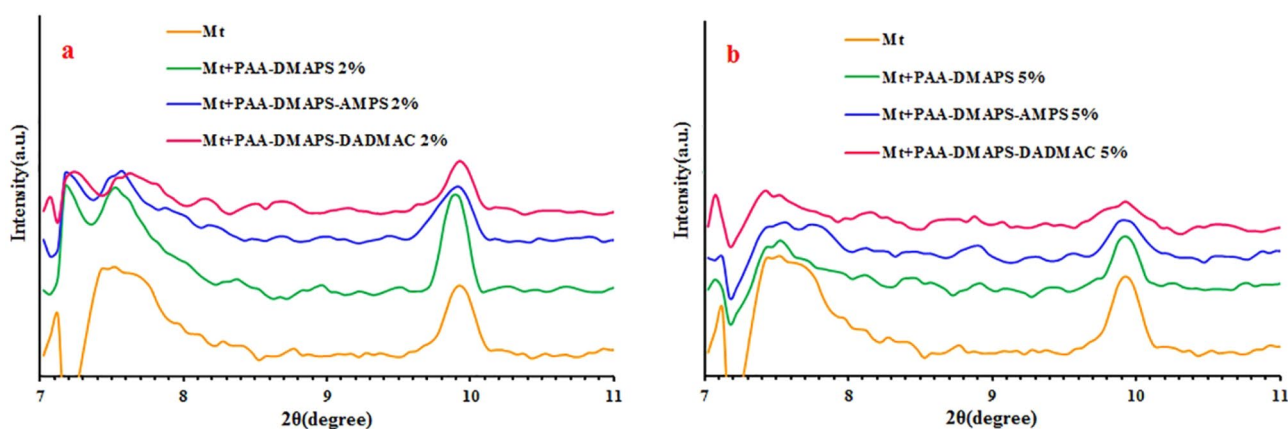 a
Mt
Mt+PAA-DMAPS 2%
Mt+PAA-DMAPS-AMPS 2%
Mt+PAA-DMAPS-DADMAC 2%
Intensity(a.u.)
7 8 9 10 11
2θ(degree)
b
Mt
Mt+PAA-DMAPS 5%
Mt+PAA-DMAPS-AMPS 5%
Mt+PAA-DMAPS-DADMAC 5%
Intensity(a.u.)
7 8 9 10 11
2θ(degree)